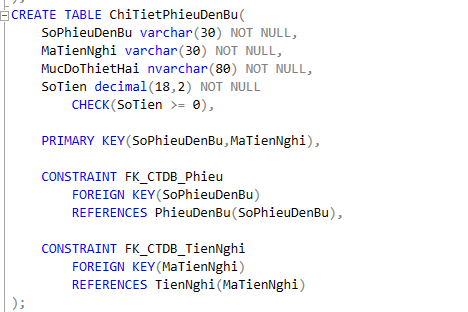 CREATE TABLE ChiTietPhieuDenBu(
SoPhieuDenBu varchar(30) NOT NULL,
MaTienNghi varchar(30) NOT NULL,
MucDoThietHai nvarchar(80) NOT NULL,
SoTien decimal(18,2) NOT NULL
CHECK(SoTien >= 0),
PRIMARY KEY(SoPhieuDenBu,MaTienNghi),
CONSTRAINT FK_CTDB_Phieu
FOREIGN KEY(SoPhieuDenBu)
REFERENCES PhieuDenBu(SoPhieuDenBu),
CONSTRAINT FK_CTDB_TienNghi
FOREIGN KEY(MaTienNghi)
REFERENCES TienNghi(MaTienNghi)
);